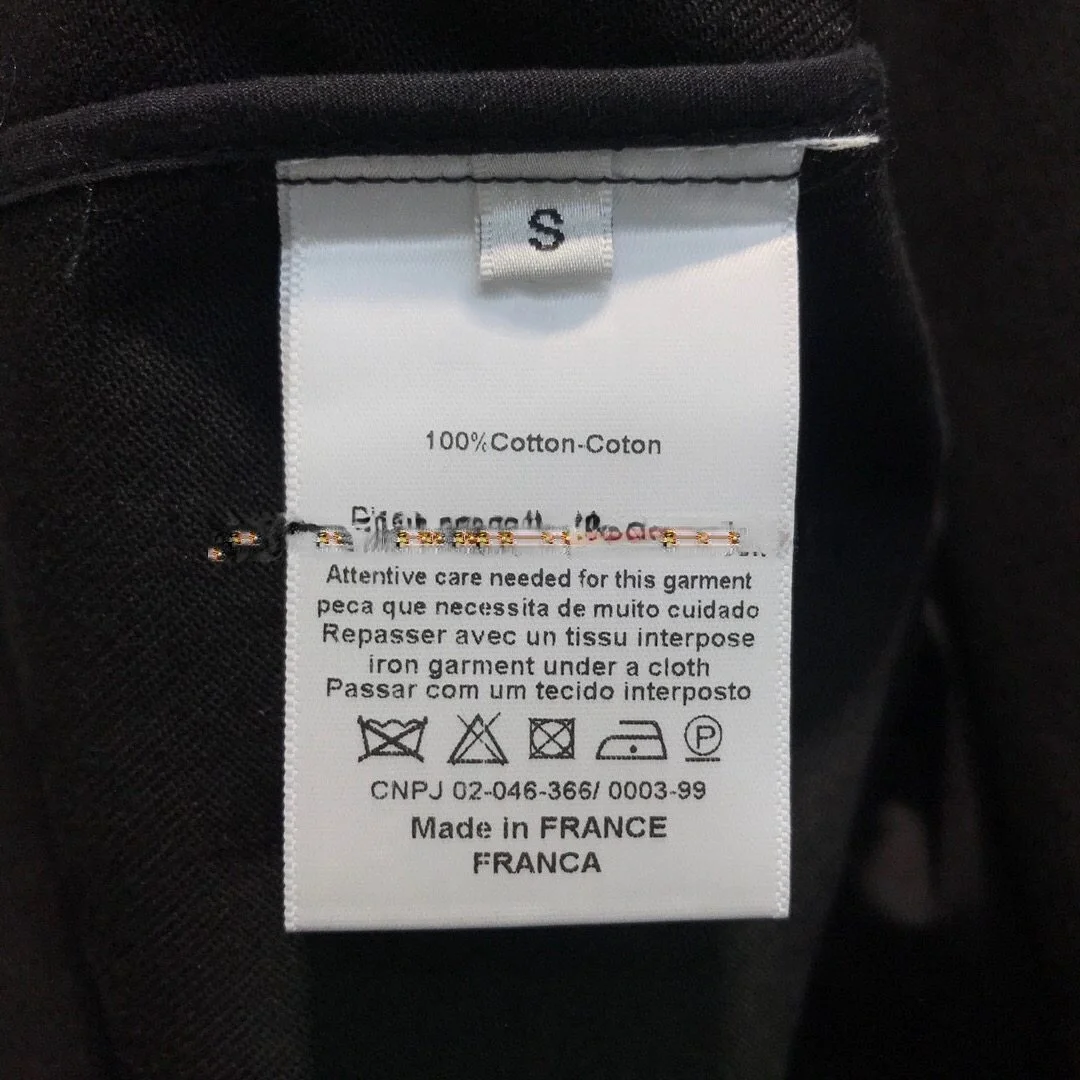 S
100%Cotton-Coton
Attentive care needed for this garment
peca que necessita de muito cuidado
Repasser avec un tissu interpose
iron garment under a cloth
Passar com um tecido interposto
P
CNPJ 02-046-366/ 0003-99
Made in FRANCE
FRANCA